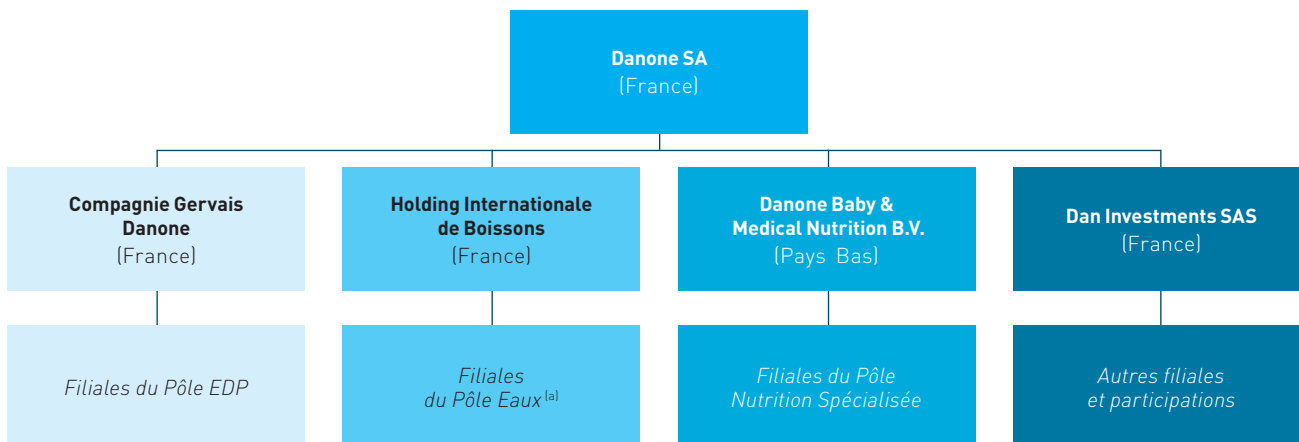 Danone SA
(France)
Compagnie Gervais
Danone
(France)
Holding Internationale
de Boissons
(France)
Danone Baby &
Medical Nutrition B.V.
(Pays Bas)
Dan Investments SAS
(France)
Filiales du Pôle EDP
Filiales
du Pôle Eaux (a)
Filiales du Pôle
Nutrition Spécialisée
Autres filiales
et participations